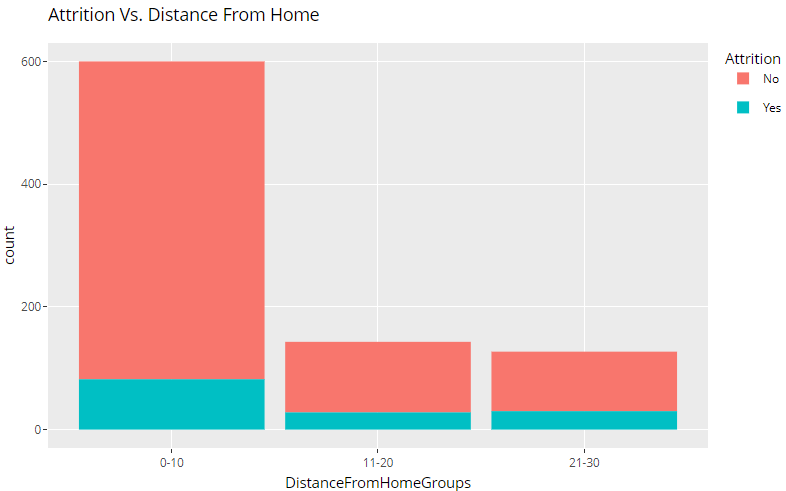 Attrition Vs. Distance From Home
Attrition
No
Yes
600
400
200
0
count
0-10
11-20
21-30
DistanceFromHomeGroups